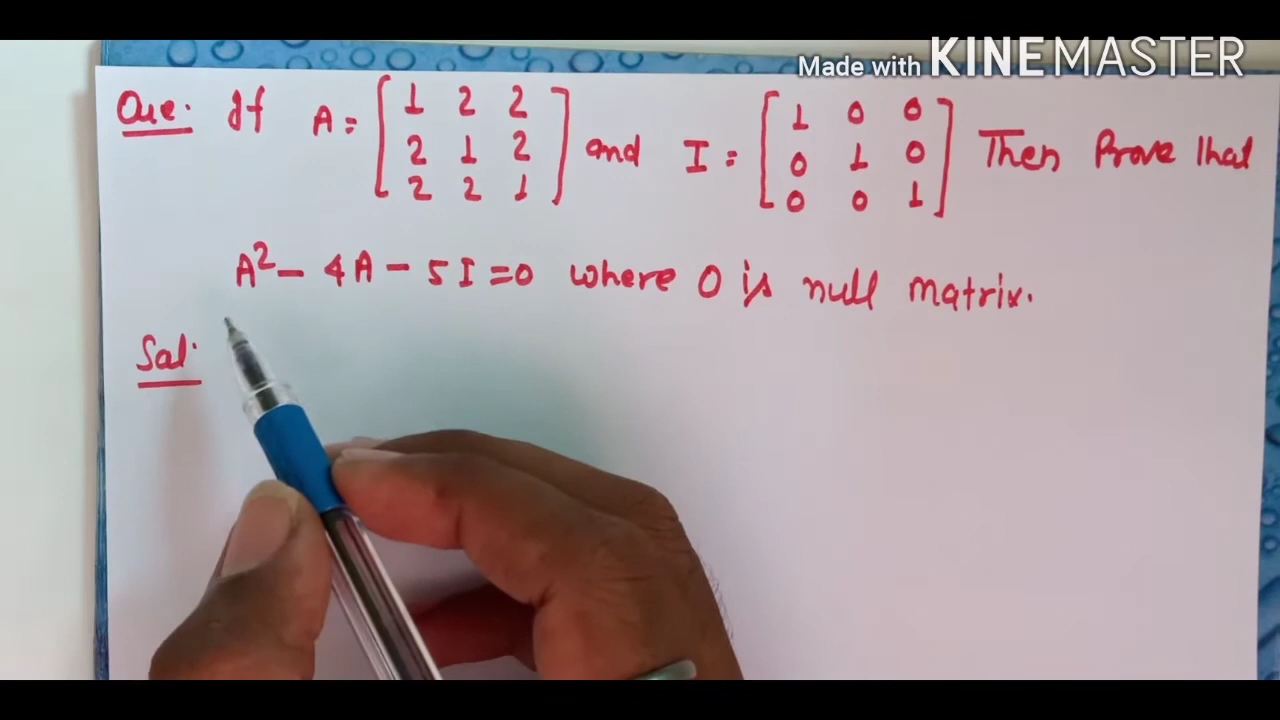 Made with KINEMASTER
Que. If A = [ 1 2 2 ] and I = [ 1 0 0 ] Then Prove that
2 1 2 0 1 0
2 2 1 0 0 1
A² - 4A - 5I = 0 where 0 is null matrix.
Sol.